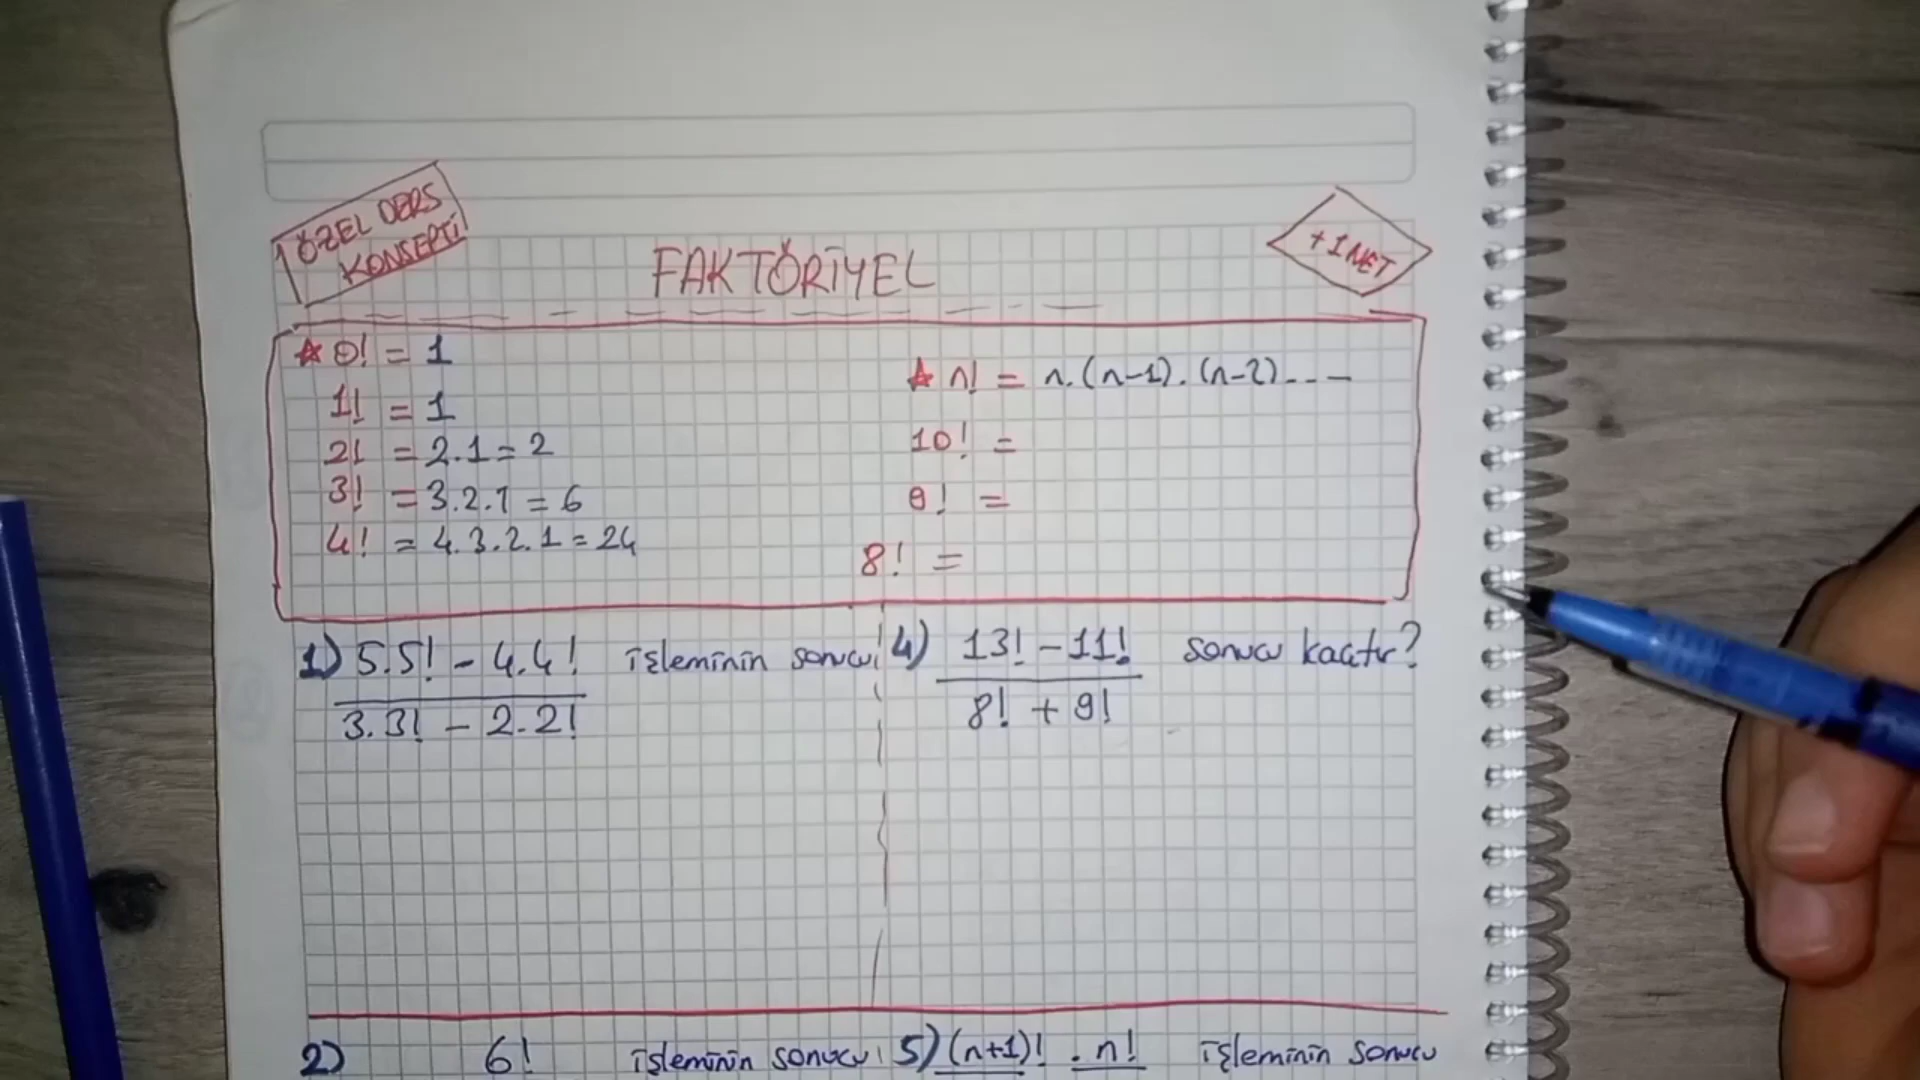 ÖZEL DERS
KONSEPTİ
FAKTÖRİYEL
+1 NET
0! = 1
1! = 1
2! = 2.1 = 2
3! = 3.2.1 = 6
4! = 4.3.2.1 = 24
n! = n.(n-1).(n-2)...-
10! =
9! =
8! =
1) 5.5! - 4.4! işleminin sonucu
3.3! - 2.2!
4) 13! - 11! sonucu kaçtır?
8! + 9!
2) 6! işleminin sonucu
5) (n+1)! . n! işleminin sonucu